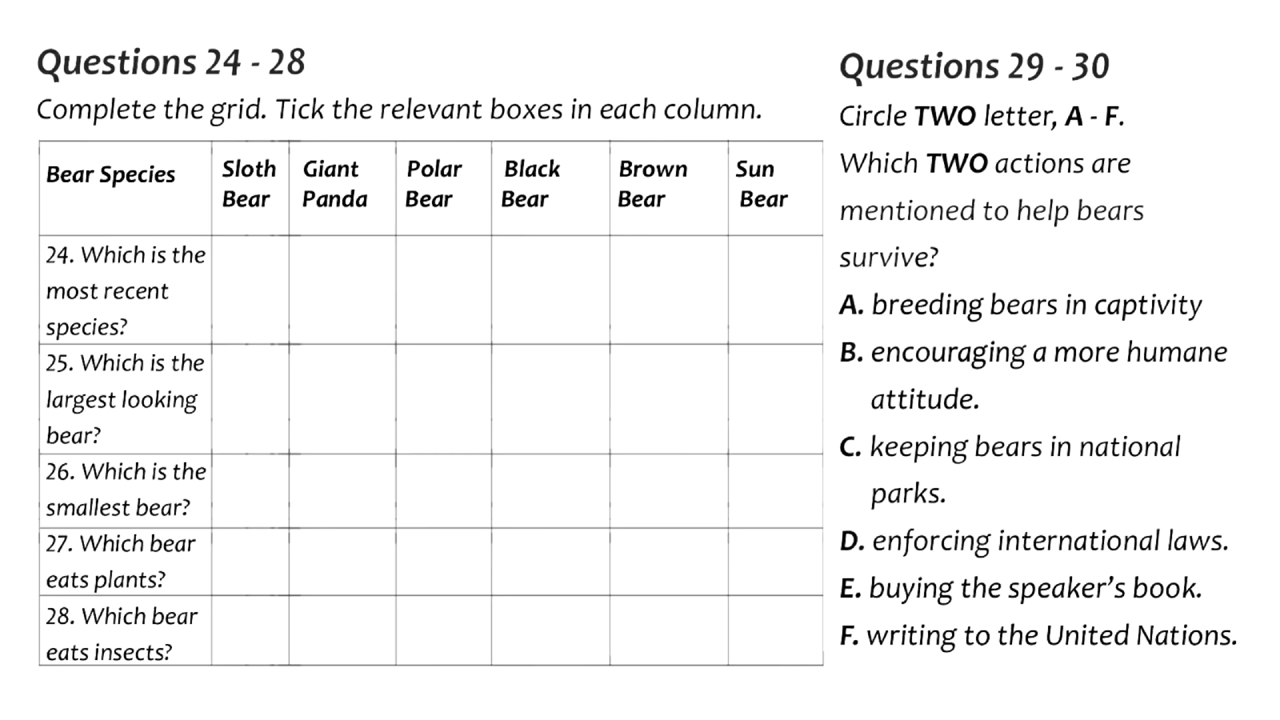 Questions 24 - 28
Complete the grid. Tick the relevant boxes in each column.
Bear Species
Sloth
Bear
Giant
Panda
Polar
Bear
Black
Bear
Brown
Bear
Sun
Bear
24. Which is the
most recent
species?
25. Which is the
largest looking
bear?
26. Which is the
smallest bear?
27. Which bear
eats plants?
28. Which bear
eats insects?
Questions 29 - 30
Circle TWO letter, A - F.
Which TWO actions are
mentioned to help bears
survive?
A. breeding bears in captivity
B. encouraging a more humane
attitude.
C. keeping bears in national
parks.
D. enforcing international laws.
E. buying the speaker’s book.
F. writing to the United Nations.